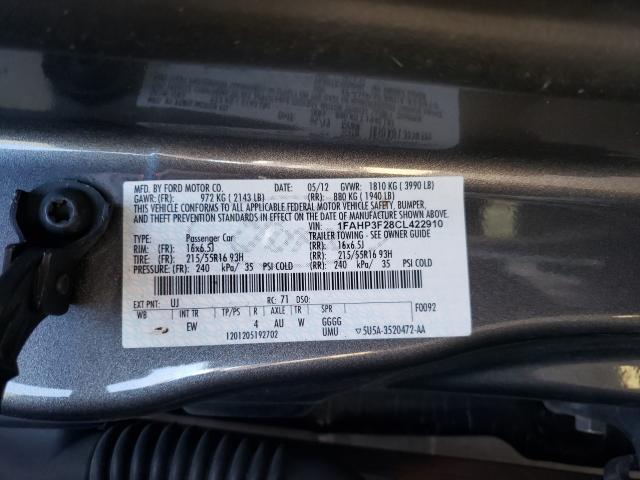 MFD. BY FORD MOTOR CO. DATE: 05/12 GVWR: 1810 KG ( 3990 LB)
GAWR: (FR): 972 KG ( 2143 LB) (RR): 880 KG ( 1940 LB)
THIS VEHICLE CONFORMS TO ALL APPLICABLE FEDERAL MOTOR VEHICLE SAFETY, BUMPER,
AND THEFT PREVENTION STANDARDS IN EFFECT ON THE DATE OF MANUFACTURE SHOWN ABOVE.
VIN: 1FAHP3F28CL422910
TYPE: Passenger Car TRAILER TOWING - SEE OWNER GUIDE
RIM: (FR): 16x6.5J (RR): 16x6.5J
TIRE: (FR): 215/55R16 93H (RR): 215/55R16 93H
PRESSURE: (FR): 240 kPa/ 35 PSI COLD (RR): 240 kPa/ 35 PSI COLD
EXT PNT: UJ RC: 71 DSO:
WB INT TR TP/PS R AXLE TR SPR F0092
EW 4 AU W GGGG
1201205192702 UMU 5U5A-3520472-AA